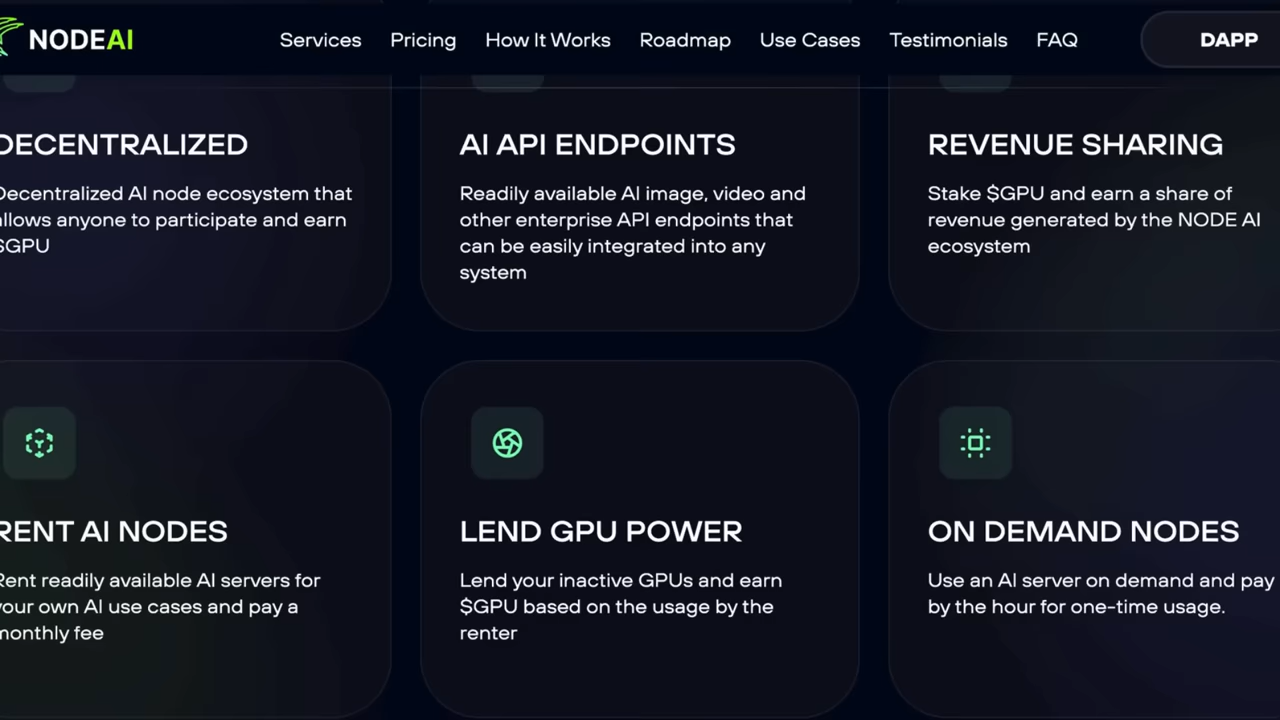 NODEAI
Services
Pricing
How It Works
Roadmap
Use Cases
Testimonials
FAQ
DAPP
DECENTRALIZED
Decentralized AI node ecosystem that
allows anyone to participate and earn
$GPU
AI API ENDPOINTS
Readily available AI image, video and
other enterprise API endpoints that
can be easily integrated into any
system
REVENUE SHARING
Stake $GPU and earn a share of
revenue generated by the NODE AI
ecosystem
RENT AI NODES
Rent readily available AI servers for
your own AI use cases and pay a
monthly fee
LEND GPU POWER
Lend your inactive GPUs and earn
$GPU based on the usage by the
renter
ON DEMAND NODES
Use an AI server on demand and pay
by the hour for one-time usage.